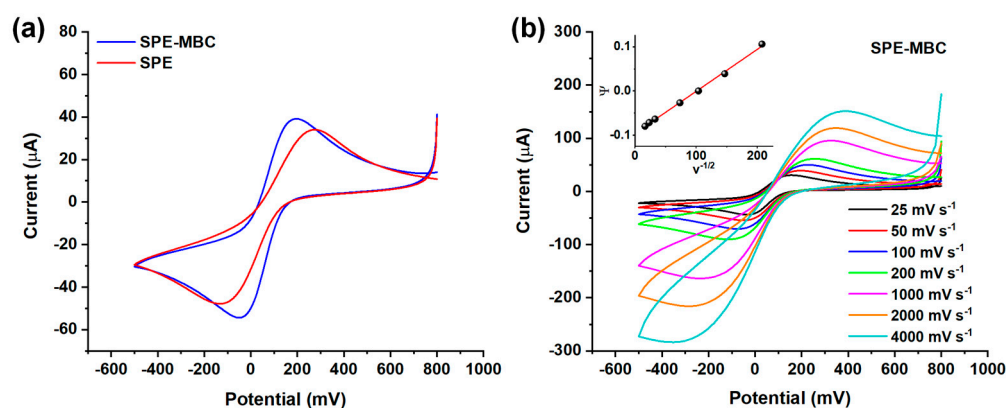 (a)
80
60
40
20
0
-20
-40
-60
Current (µA)
SPE-MBC
SPE
-600 -400 -200 0 200 400 600 800 1000
Potential (mV)
(b)
300
200
100
0
-100
-200
-300
Current (µA)
SPE-MBC
0.1
0.0
-0.1
Ψ
0 50 100 150 200
v⁻¹/²
25 mV s⁻¹
50 mV s⁻¹
100 mV s⁻¹
200 mV s⁻¹
1000 mV s⁻¹
2000 mV s⁻¹
4000 mV s⁻¹
-600 -400 -200 0 200 400 600 800 1000
Potential (mV)